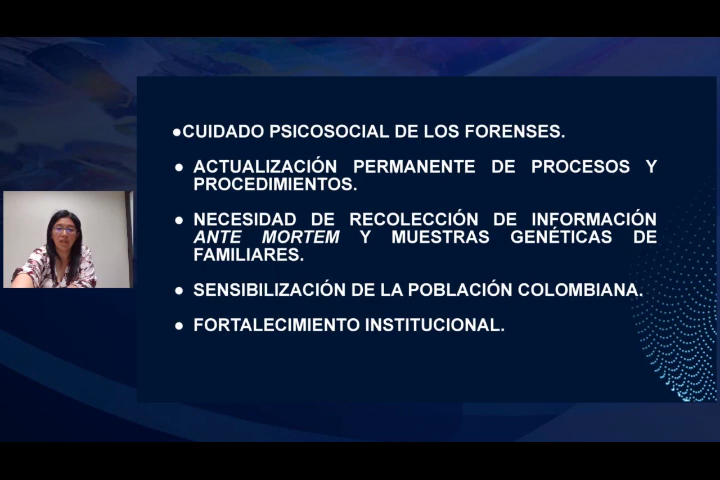 ●CUIDADO PSICOSOCIAL DE LOS FORENSES.
● ACTUALIZACIÓN PERMANENTE DE PROCESOS Y
PROCEDIMIENTOS.
● NECESIDAD DE RECOLECCIÓN DE INFORMACIÓN
ANTE MORTEM Y MUESTRAS GENÉTICAS DE
FAMILIARES.
● SENSIBILIZACIÓN DE LA POBLACIÓN COLOMBIANA.
● FORTALECIMIENTO INSTITUCIONAL.